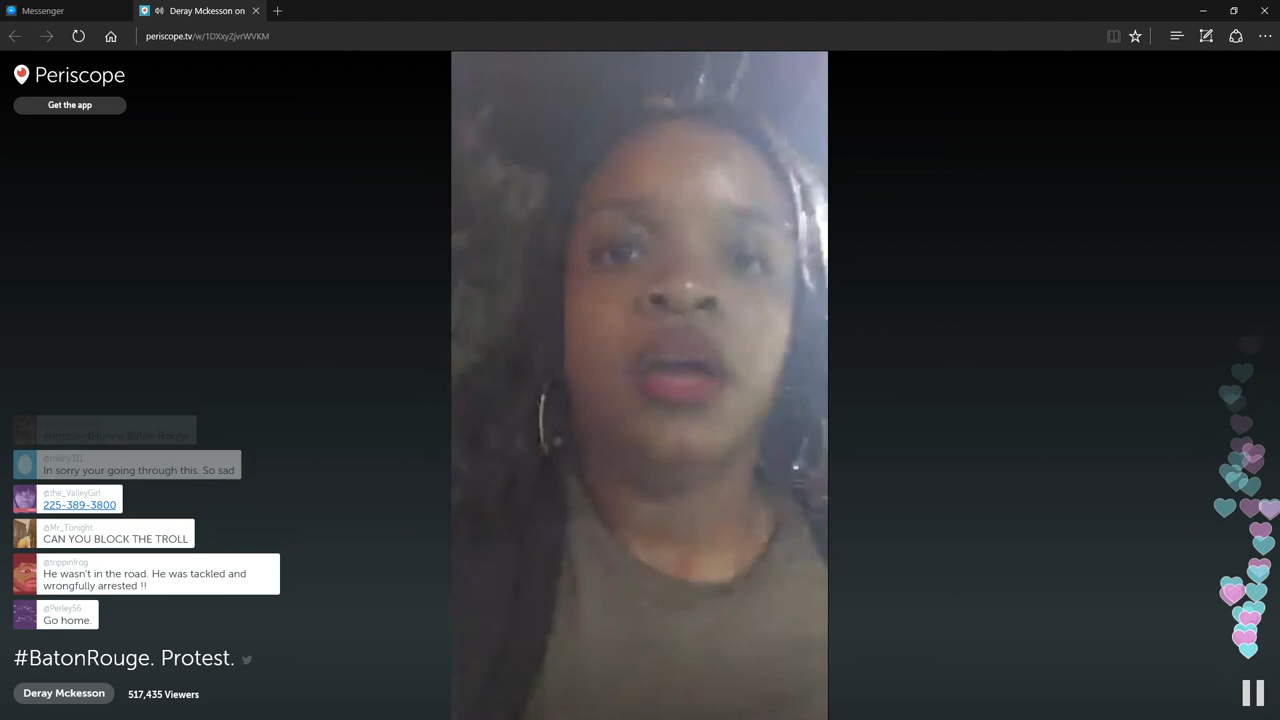 Messenger
Deray Mckesson on
periscope.tv/w/1DXxyZjvrWVKM
Periscope
Get the app
Baton Rouge
In sorry your going through this. So sad
@the_ValleyGirl
225-389-3800
@Mr_Tonight
CAN YOU BLOCK THE TROLL
@trippinfrog
He wasn't in the road. He was tackled and
wrongfully arrested !!
@Perley56
Go home.
#BatonRouge. Protest.
Deray Mckesson
517,435 Viewers